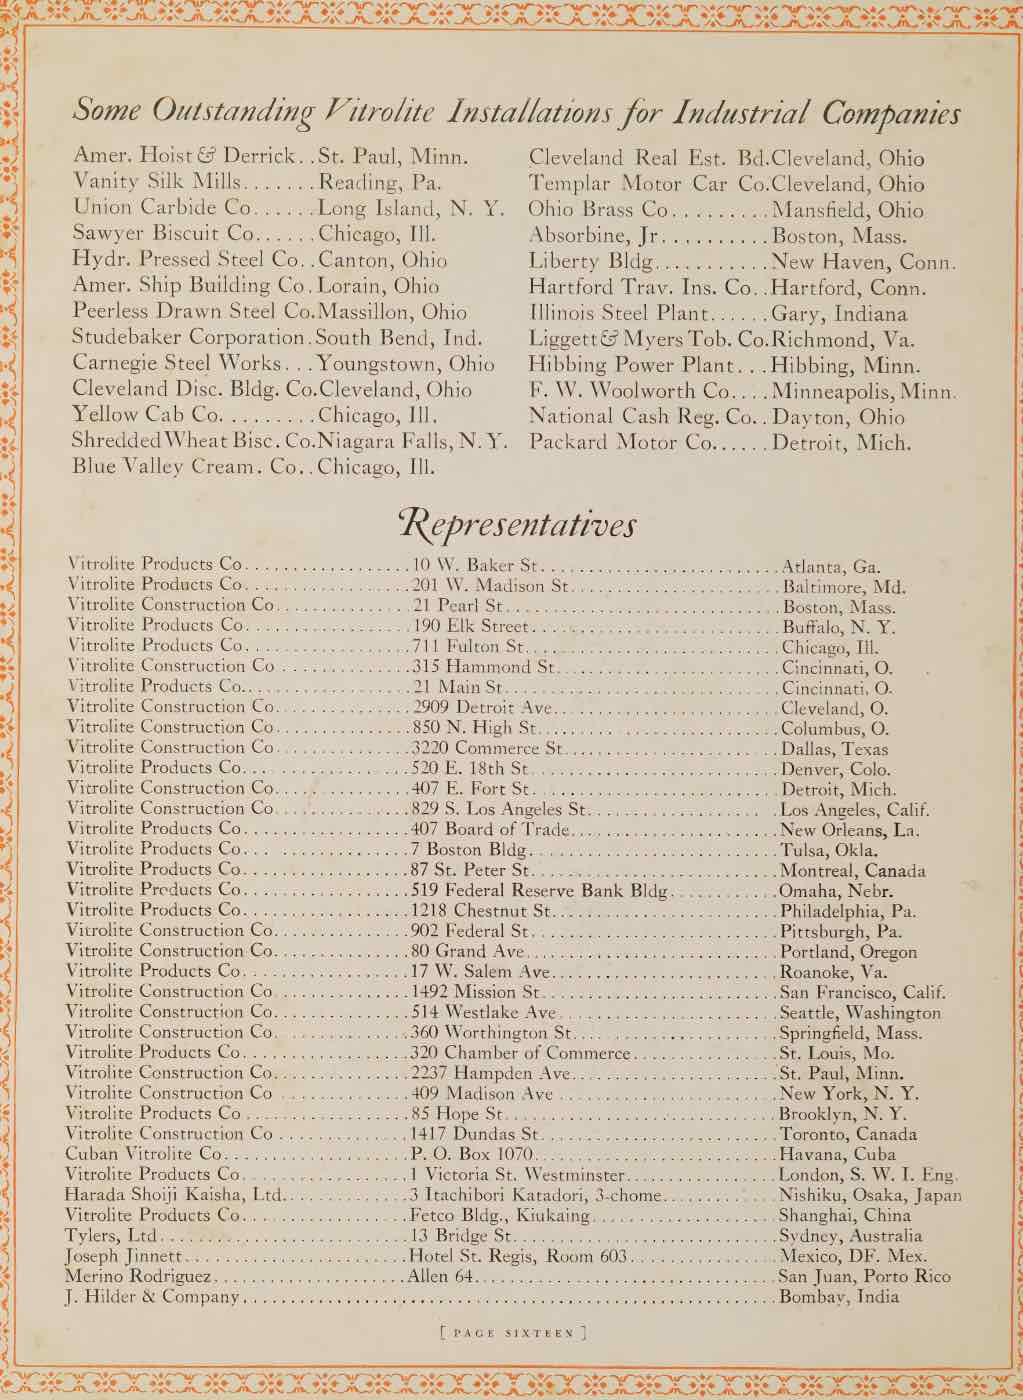 Some Outstanding Vitrolite Installations for Industrial Companies
Amer. Hoist & Derrick. .St. Paul, Minn.
Vanity Silk Mills.......Reading, Pa.
Union Carbide Co......Long Island, N. Y.
Sawyer Biscuit Co......Chicago, Ill.
Hydr. Pressed Steel Co. .Canton, Ohio
Amer. Ship Building Co. Lorain, Ohio
Peerless Drawn Steel Co.Massillon, Ohio
Studebaker Corporation.South Bend, Ind.
Carnegie Steel Works. . .Youngstown, Ohio
Cleveland Disc. Bldg. Co.Cleveland, Ohio
Yellow Cab Co..........Chicago, Ill.
Shredded Wheat Bisc. Co.Niagara Falls, N. Y.
Blue Valley Cream. Co. .Chicago, Ill.
Cleveland Real Est. Bd.Cleveland, Ohio
Templar Motor Car Co.Cleveland, Ohio
Ohio Brass Co.........Mansfield, Ohio
Absorbine, Jr..........Boston, Mass.
Liberty Bldg...........New Haven, Conn.
Hartford Trav. Ins. Co. .Hartford, Conn.
Illinois Steel Plant......Gary, Indiana
Liggett & Myers Tob. Co.Richmond, Va.
Hibbing Power Plant. . .Hibbing, Minn.
F. W. Woolworth Co....Minneapolis, Minn.
National Cash Reg. Co. .Dayton, Ohio
Packard Motor Co......Detroit, Mich.
Representatives
Vitrolite Products Co.................10 W. Baker St..........................Atlanta, Ga.
Vitrolite Products Co.................201 W. Madison St.......................Baltimore, Md.
Vitrolite Construction Co..............21 Pearl St.............................Boston, Mass.
Vitrolite Products Co.................190 Elk Street..........................Buffalo, N. Y.
Vitrolite Products Co.................711 Fulton St...........................Chicago, Ill.
Vitrolite Construction Co .............315 Hammond St........................Cincinnati, O.
Vitrolite Products Co.................21 Main St.............................Cincinnati, O.
Vitrolite Construction Co..............2909 Detroit Ave.......................Cleveland, O.
Vitrolite Construction Co..............850 N. High St.........................Columbus, O.
Vitrolite Construction Co..............3220 Commerce St......................Dallas, Texas
Vitrolite Products Co.................520 E. 18th St..........................Denver, Colo.
Vitrolite Construction Co..............407 E. Fort St..........................Detroit, Mich.
Vitrolite Construction Co..............829 S. Los Angeles St....................Los Angeles, Calif.
Vitrolite Products Co.................407 Board of Trade......................New Orleans, La.
Vitrolite Products Co.................7 Boston Bldg..........................Tulsa, Okla.
Vitrolite Products Co.................87 St. Peter St..........................Montreal, Canada
Vitrolite Products Co.................519 Federal Reserve Bank Bldg............Omaha, Nebr.
Vitrolite Products Co.................1218 Chestnut St........................Philadelphia, Pa.
Vitrolite Construction Co..............902 Federal St..........................Pittsburgh, Pa.
Vitrolite Construction Co..............80 Grand Ave..........................Portland, Oregon
Vitrolite Products Co.................17 W. Salem Ave........................Roanoke, Va.
Vitrolite Construction Co..............1492 Mission St.........................San Francisco, Calif.
Vitrolite Construction Co..............514 Westlake Ave.......................Seattle, Washington
Vitrolite Construction Co..............360 Worthington St......................Springfield, Mass.
Vitrolite Products Co.................320 Chamber of Commerce...............St. Louis, Mo.
Vitrolite Construction Co..............2237 Hampden Ave.....................St. Paul, Minn.
Vitrolite Construction Co .............409 Madison Ave.......................New York, N. Y.
Vitrolite Products Co.................85 Hope St.............................Brooklyn, N. Y.
Vitrolite Construction Co .............1417 Dundas St.........................Toronto, Canada
Cuban Vitrolite Co...................P. O. Box 1070.........................Havana, Cuba
Vitrolite Products Co.................1 Victoria St. Westminster................London, S. W. I. Eng.
Harada Shoiji Kaisha, Ltd.............3 Itachibori Katadori, 3-chome............Nishiku, Osaka, Japan
Vitrolite Products Co.................Fetco Bldg., Kiukaing...................Shanghai, China
Tylers, Ltd..........................13 Bridge St...........................Sydney, Australia
Joseph Jinnett.......................Hotel St. Regis, Room 603...............Mexico, DF. Mex.
Merino Rodriguez....................Allen 64...............................San Juan, Porto Rico
J. Hilder & Company.......................................................Bombay, India
[ PAGE SIXTEEN ]